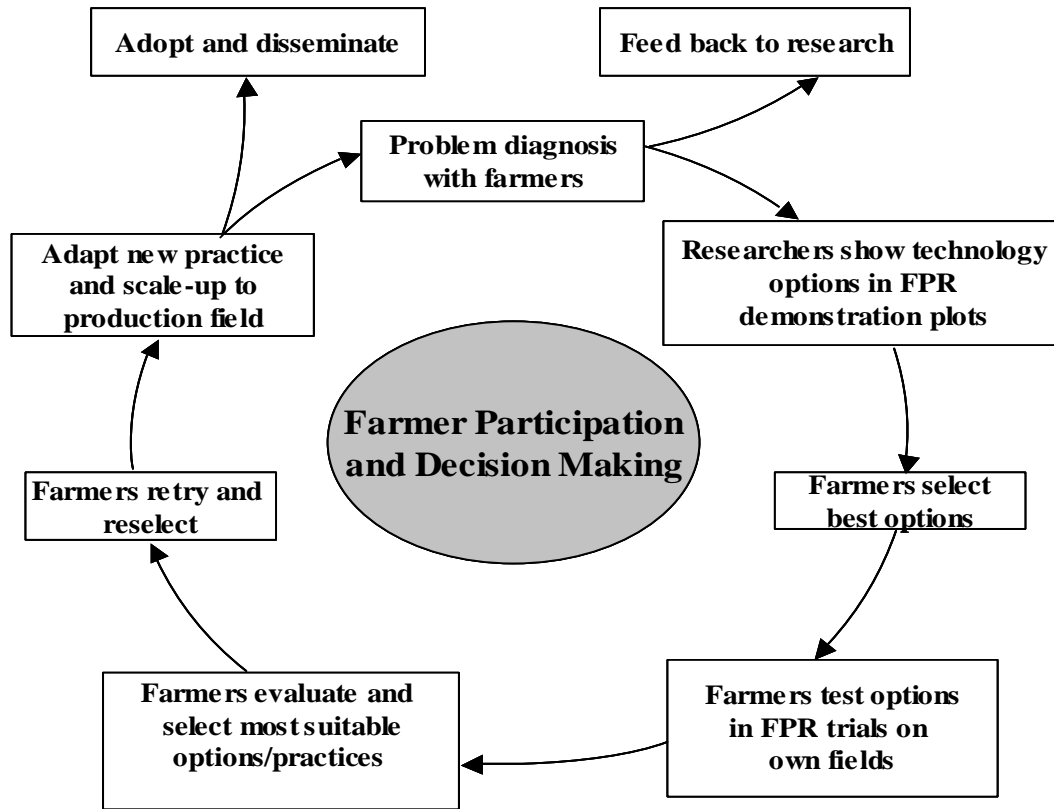 Adopt and disseminate
Feed back to research
Problem diagnosis
with farmers
Adapt new practice
and scale-up to
production field
Researchers show technology
options in FPR
demonstration plots
Farmer Participation
and Decision Making
Farmers retry and
reselect
Farmers select
best options
Farmers evaluate and
select most suitable
options/practices
Farmers test options
in FPR trials on
own fields